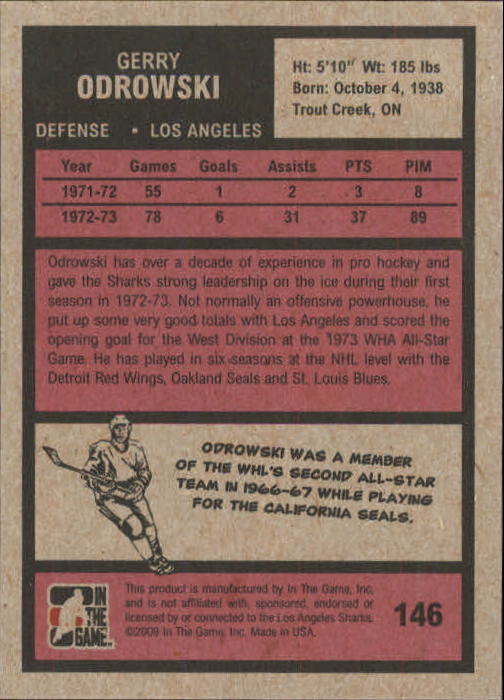 GERRY
ODROWSKI
DEFENSE • LOS ANGELES
Ht: 5'10" Wt: 185 lbs
Born: October 4, 1938
Trout Creek, ON
Year Games Goals Assists PTS PIM
1971-72 55 1 2 3 8
1972-73 78 6 31 37 89
Odrowski has over a decade of experience in pro hockey and
gave the Sharks strong leadership on the ice during their first
season in 1972-73. Not normally an offensive powerhouse, he
put up some very good totals with Los Angeles and scored the
opening goal for the West Division at the 1973 WHA All-Star
Game. He has played in six seasons at the NHL level with the
Detroit Red Wings, Oakland Seals and St. Louis Blues.
ODROWSKI WAS A MEMBER
OF THE WHL'S SECOND ALL-STAR
TEAM IN 1966-67 WHILE PLAYING
FOR THE CALIFORNIA SEALS.
IN
THE
GAME
This product is manufactured by In The Game, Inc.
and is not affiliated with, sponsored, endorsed or
licensed by or connected to the Los Angeles Sharks.
©2009 In The Game, Inc. Made in USA.
146